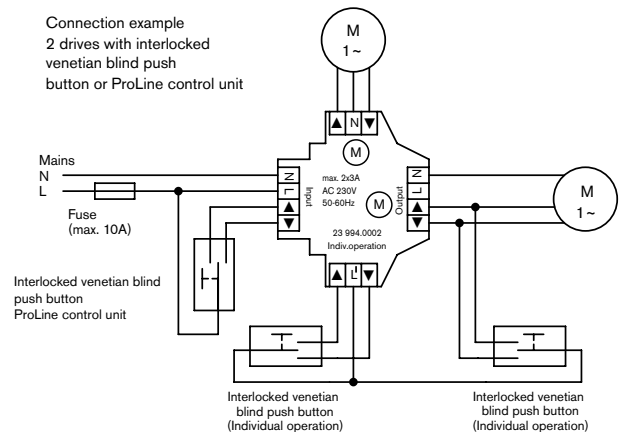 Connection example
2 drives with interlocked
venetian blind push
button or ProLine control unit
M
1~
▲ N ▼
M
Mains
N
L
Fuse
(max. 10A)
N
L
▲
▼
Input
max. 2x3A
AC 230V
50-60Hz
M
23 994.0002
Indiv.operation
Output
N
L
▲
▼
M
1~
▲ L' ▼
Interlocked venetian blind
push button
ProLine control unit
Interlocked venetian
blind push button
(Individual operation)
Interlocked venetian
blind push button
(Individual operation)